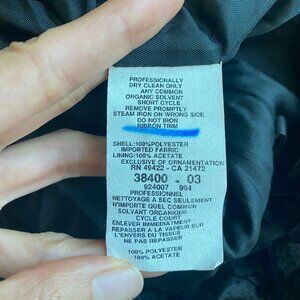 PROFESSIONALLY
DRY CLEAN ONLY
ANY COMMON
ORGANIC SOLVENT
SHORT CYCLE
REMOVE PROMPTLY
STEAM IRON ON WRONG SIDE
DO NOT IRON
RIBBON TRIM
SHELL:100%POLYESTER
IMPORTED FABRIC
LINING:100% ACETATE
EXCLUSIVE OF ORNAMENTATION
RN 49422 - CA 21472
38400 - 03
924007 994
PROFESSIONNEL
NETTOYAGE A SEC SEULEMENT
N'IMPORTE QUEL COMMUN
SOLVANT ORGANIQUE
CYCLE COURT
ENLEVER IMMEDIATEMENT
REPASSER A LA VAPEUR SUR
L'ENVERS DU TISSUS
NE PAS REPASSER
100% POLYESTER
100% ACETATE